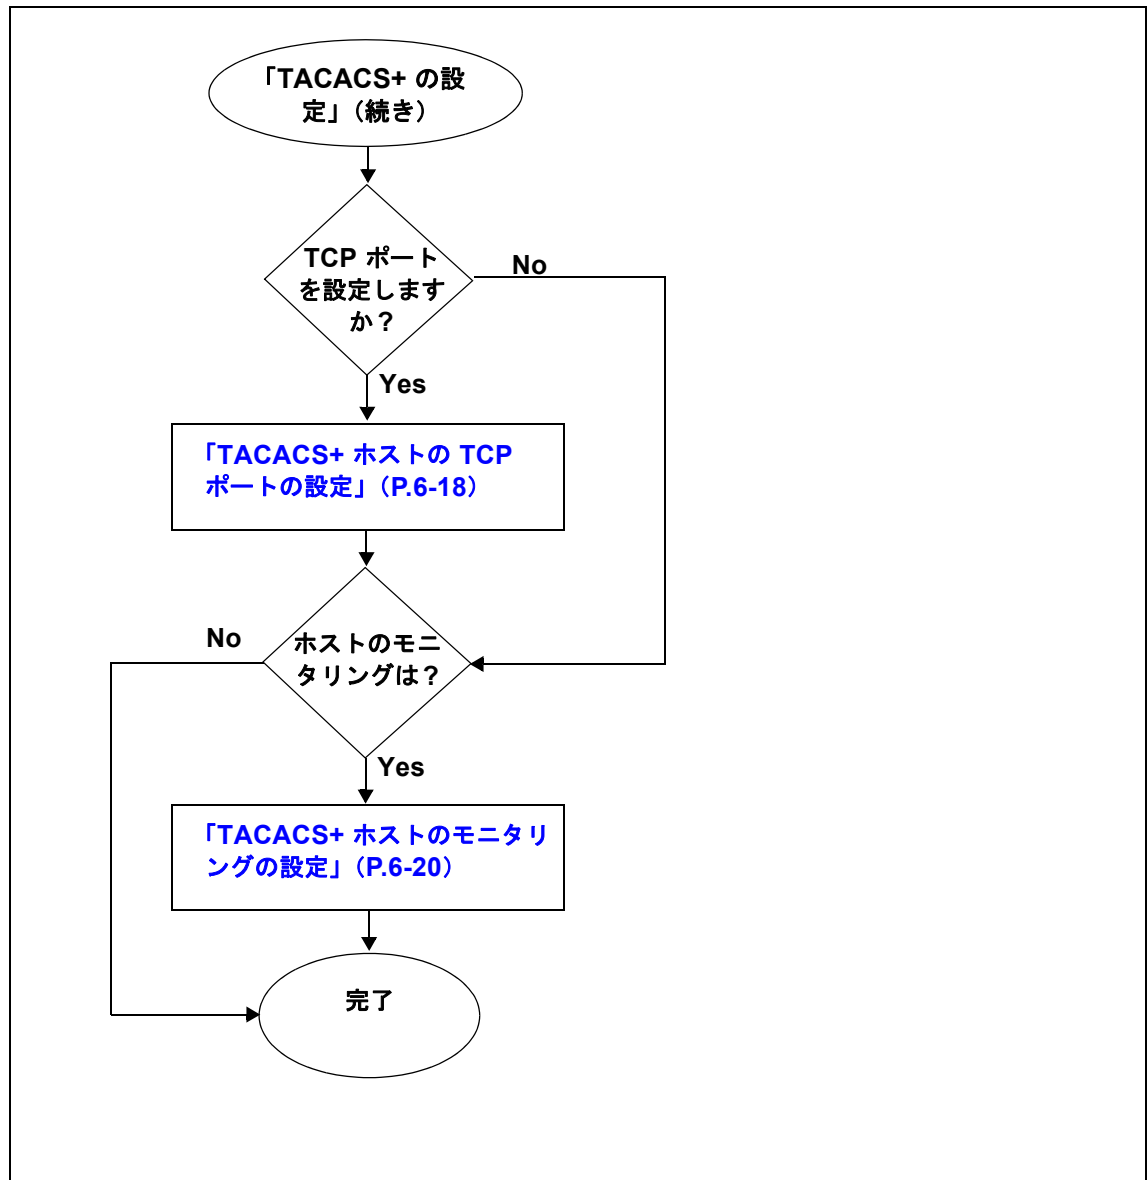 「TACACS+ の設
定」（続き）
TCP ポート
を設定します
か？
No
Yes
「TACACS+ ホストの TCP
ポートの設定」（P.6-18）
No
ホストのモニ
タリングは？
Yes
「TACACS+ ホストのモニタリ
ングの設定」（P.6-20）
完了